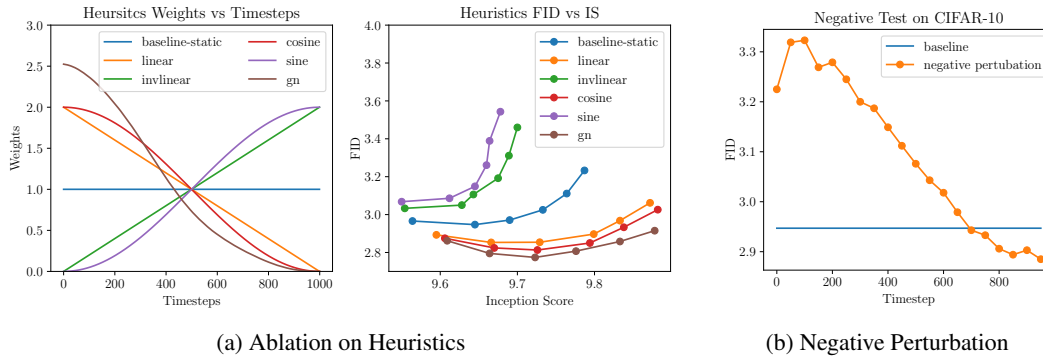 Heursitcs Weights vs Timesteps
3.0
2.5
2.0
1.5
1.0
0.5
0.0
Weights
baseline-static
linear
invlinear
cosine
sine
gn
0 200 400 600 800 1000
Timesteps
Heuristics FID vs IS
4.0
3.8
3.6
3.4
3.2
3.0
2.8
FID
baseline-static
linear
invlinear
cosine
sine
gn
9.6 9.7 9.8
Inception Score
(a) Ablation on Heuristics
Negative Test on CIFAR-10
3.3
3.2
3.1
3.0
2.9
FID
baseline
negative pertubation
0 200 400 600 800
Timestep
(b) Negative Perturbation